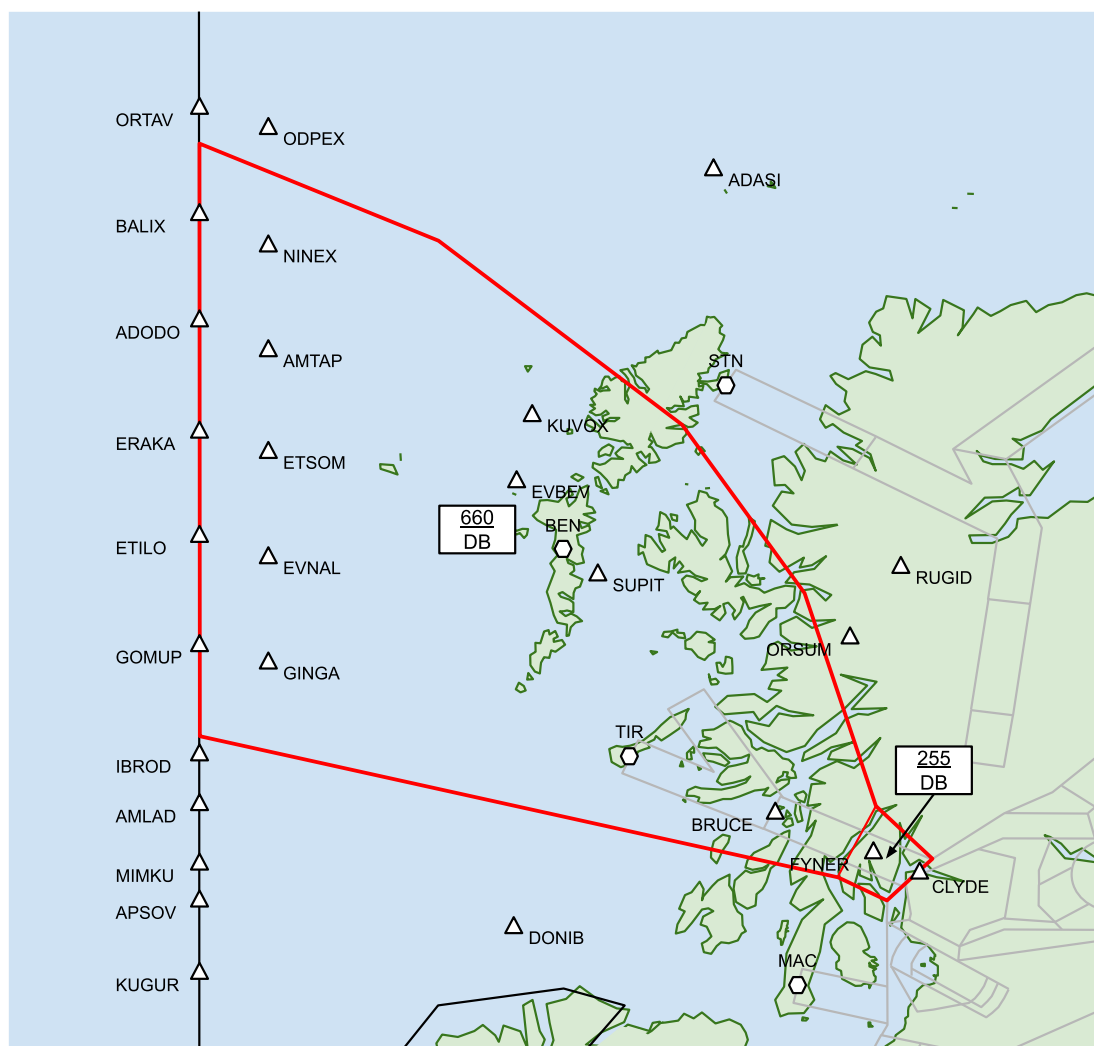 ORTAV
ODPEX
ADASI
BALIX
NINEX
ADODO
AMTAP
STN
KUVOX
ERAKA
ETSOM
EVBEV
660
DB
BEN
ETILO
EVNAL
SUPIT
RUGID
ORSUM
GOMUP
GINGA
TIR
IBROD
255
DB
AMLAD
BRUCE
FYNER
MIMKU
CLYDE
APSOV
DONIB
MAC
KUGUR